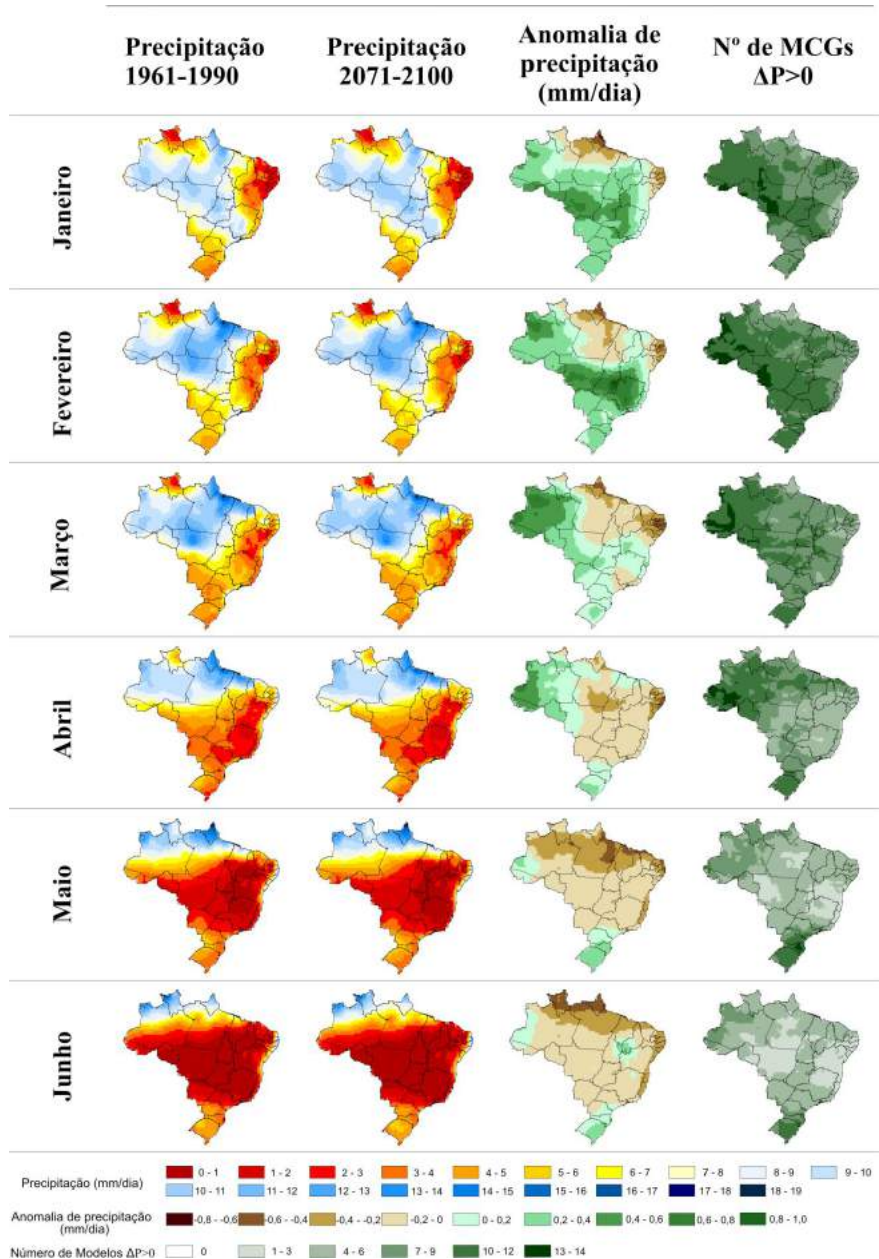 Precipitação
1961-1990
Precipitação
2071-2100
Anomalia de
precipitação
(mm/dia)
Nº de MCGs
ΔP>0
Janeiro
Fevereiro
Março
Abril
Maio
Junho
Precipitação (mm/dia)
0 - 1 1 - 2 2 - 3 3 - 4 4 - 5 5 - 6 6 - 7 7 - 8 8 - 9 9 - 10
10 - 11 11 - 12 12 - 13 13 - 14 14 - 15 15 - 16 16 - 17 17 - 18 18 - 19
Anomalia de precipitação
(mm/dia)
-0,8 - -0,6 -0,6 - -0,4 -0,4 - -0,2 -0,2 - 0 0 - 0,2 0,2 - 0,4 0,4 - 0,6 0,6 - 0,8 0,8 - 1,0
Número de Modelos ΔP>0 0 1 - 3 4 - 6 7 - 9 10 - 12 13 - 14